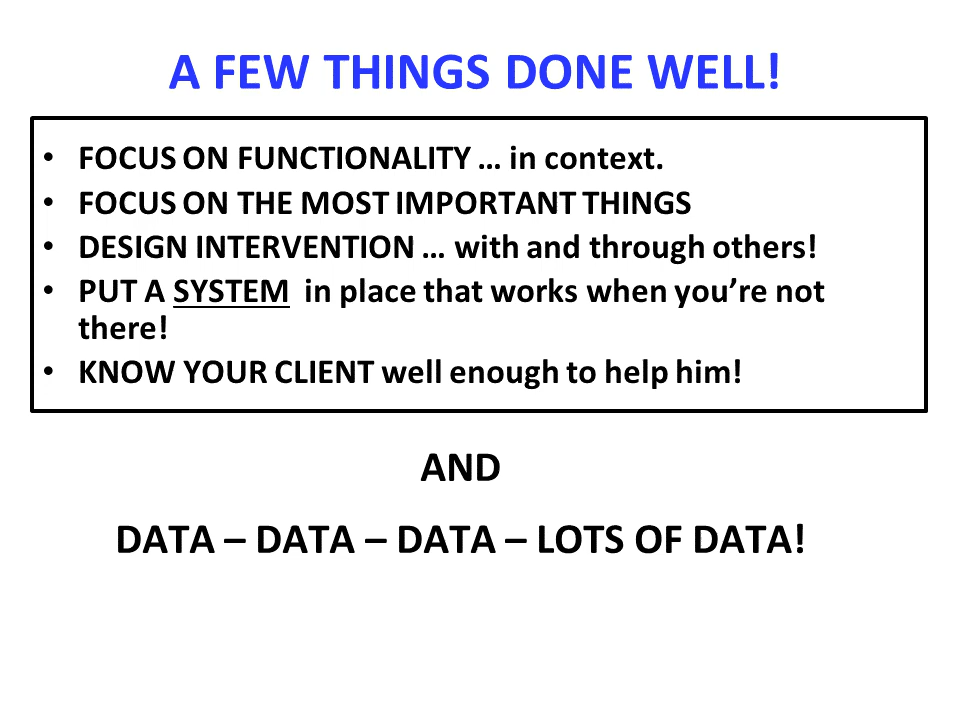 A FEW THINGS DONE WELL!
• FOCUS ON FUNCTIONALITY … in context.
• FOCUS ON THE MOST IMPORTANT THINGS
• DESIGN INTERVENTION … with and through others!
• PUT A SYSTEM  in place that works when you’re not
there!
• KNOW YOUR CLIENT well enough to help him!
AND
DATA – DATA – DATA – LOTS OF DATA!